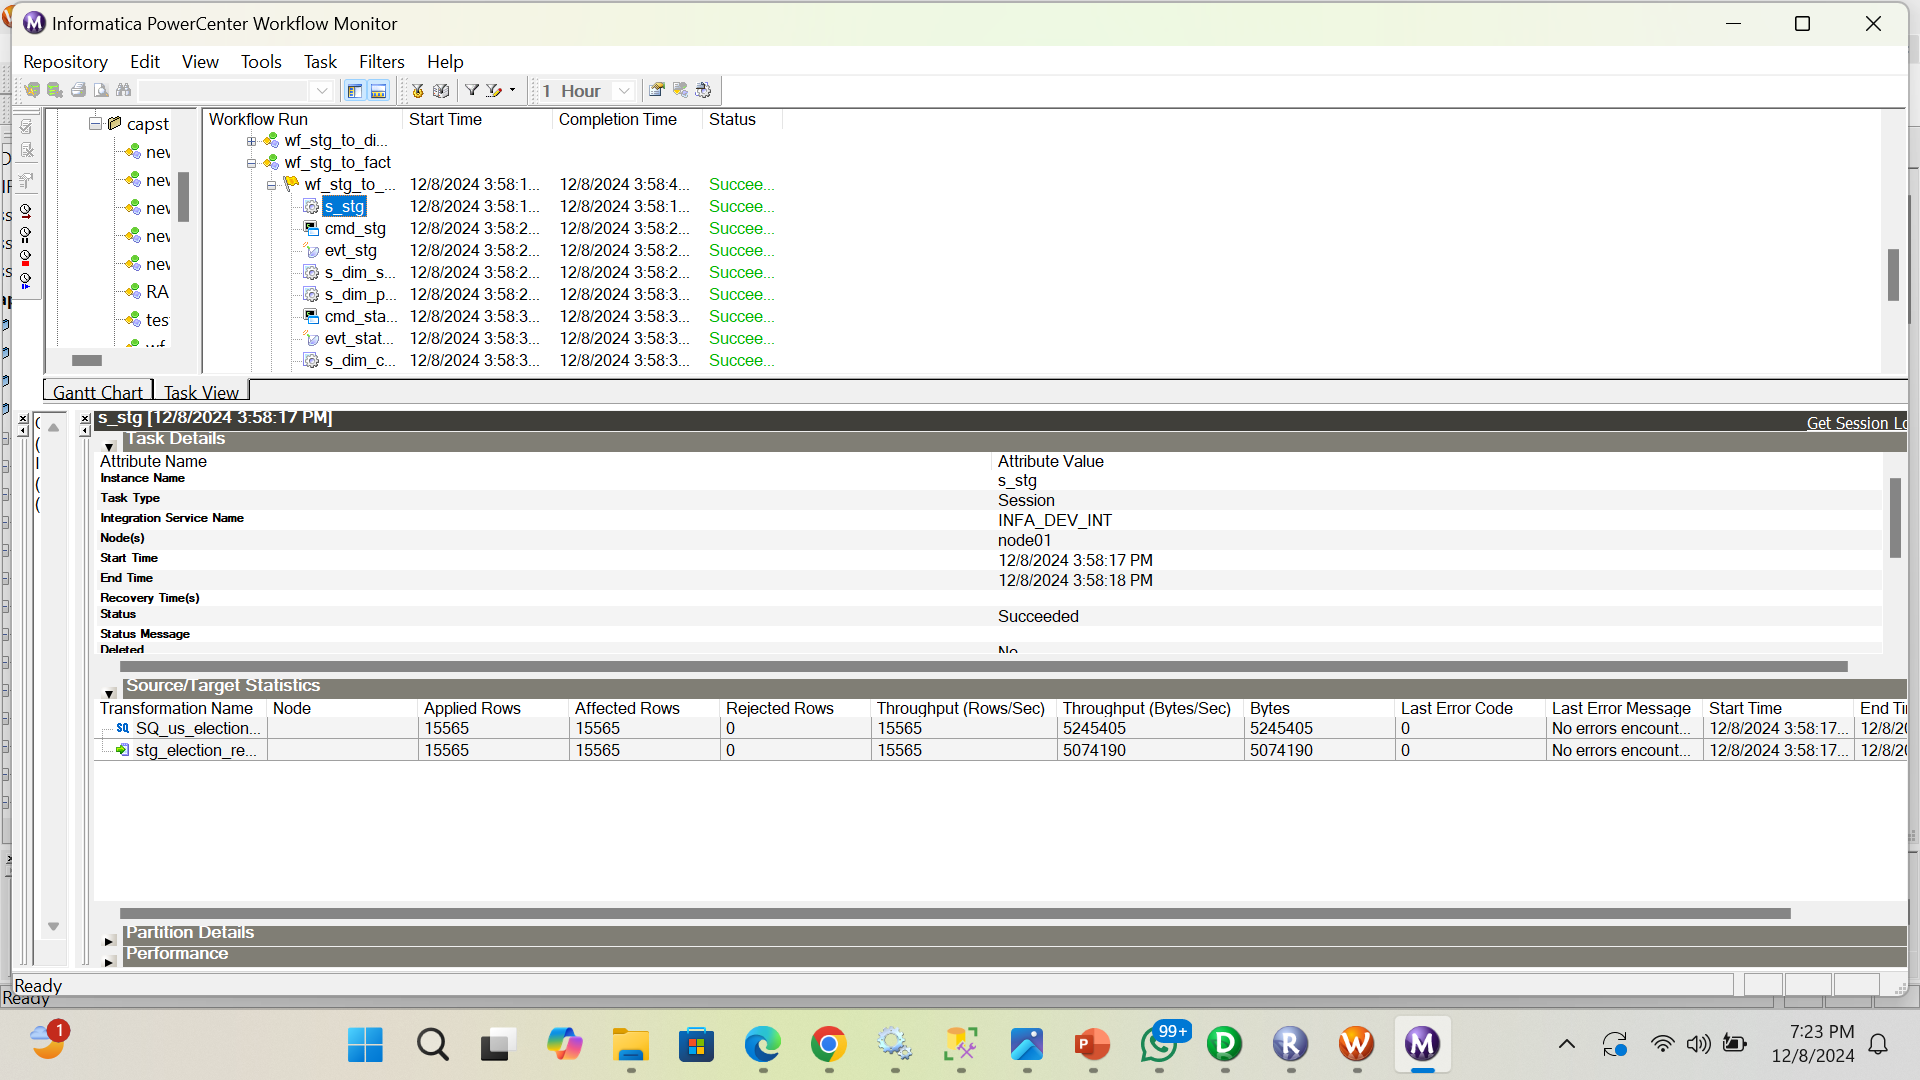 Informatica PowerCenter Workflow Monitor
Repository Edit View Tools Task Filters Help
1 Hour
capst
new
new
new
new
new
RA
tes
wf
Workflow Run Start Time Completion Time Status
wf_stg_to_di...
wf_stg_to_fact
wf_stg_to_... 12/8/2024 3:58:1... 12/8/2024 3:58:4... Succee...
s_stg 12/8/2024 3:58:1... 12/8/2024 3:58:1... Succee...
cmd_stg 12/8/2024 3:58:2... 12/8/2024 3:58:2... Succee...
evt_stg 12/8/2024 3:58:2... 12/8/2024 3:58:2... Succee...
s_dim_s... 12/8/2024 3:58:2... 12/8/2024 3:58:2... Succee...
s_dim_p... 12/8/2024 3:58:2... 12/8/2024 3:58:3... Succee...
cmd_sta... 12/8/2024 3:58:3... 12/8/2024 3:58:3... Succee...
evt_stat... 12/8/2024 3:58:3... 12/8/2024 3:58:3... Succee...
s_dim_c... 12/8/2024 3:58:3... 12/8/2024 3:58:3... Succee...
Gantt Chart Task View
s_stg [12/8/2024 3:58:17 PM] Get Session Lo
Task Details
Attribute Name Attribute Value
Instance Name s_stg
Task Type Session
Integration Service Name INFA_DEV_INT
Node(s) node01
Start Time 12/8/2024 3:58:17 PM
End Time 12/8/2024 3:58:18 PM
Recovery Time(s)
Status Succeeded
Status Message
Deleted No
Source/Target Statistics
Transformation Name Node Applied Rows Affected Rows Rejected Rows Throughput (Rows/Sec) Throughput (Bytes/Sec) Bytes Last Error Code Last Error Message Start Time End Ti
SQ SQ_us_election... 15565 15565 0 15565 5245405 5245405 0 No errors encount... 12/8/2024 3:58:17... 12/8/20
stg_election_re... 15565 15565 0 15565 5074190 5074190 0 No errors encount... 12/8/2024 3:58:17... 12/8/20
Partition Details
Performance
Ready
Ready
1
99+
7:23 PM
12/8/2024